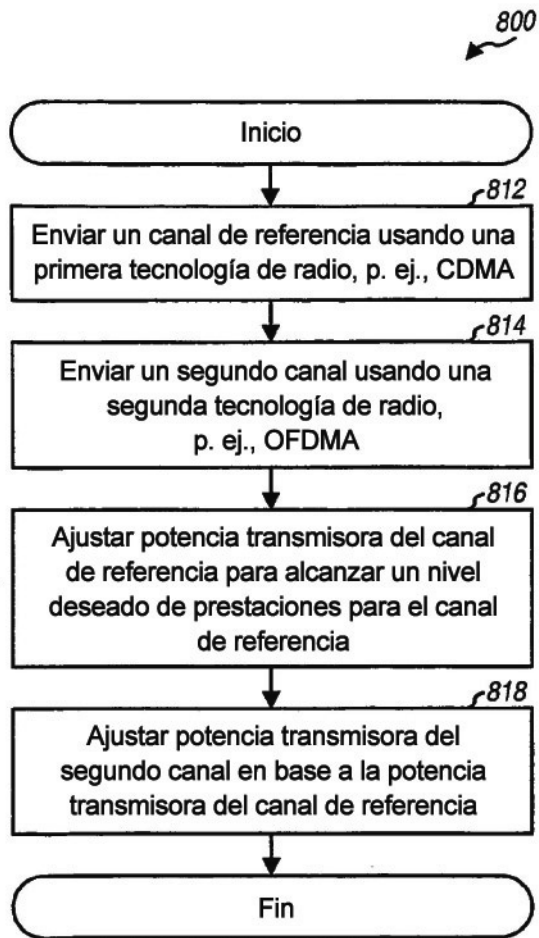 800
Inicio
812
Enviar un canal de referencia usando una
primera tecnología de radio, p. ej., CDMA
814
Enviar un segundo canal usando una
segunda tecnología de radio,
p. ej., OFDMA
816
Ajustar potencia transmisora del canal
de referencia para alcanzar un nivel
deseado de prestaciones para el canal
de referencia
818
Ajustar potencia transmisora del
segundo canal en base a la potencia
transmisora del canal de referencia
Fin